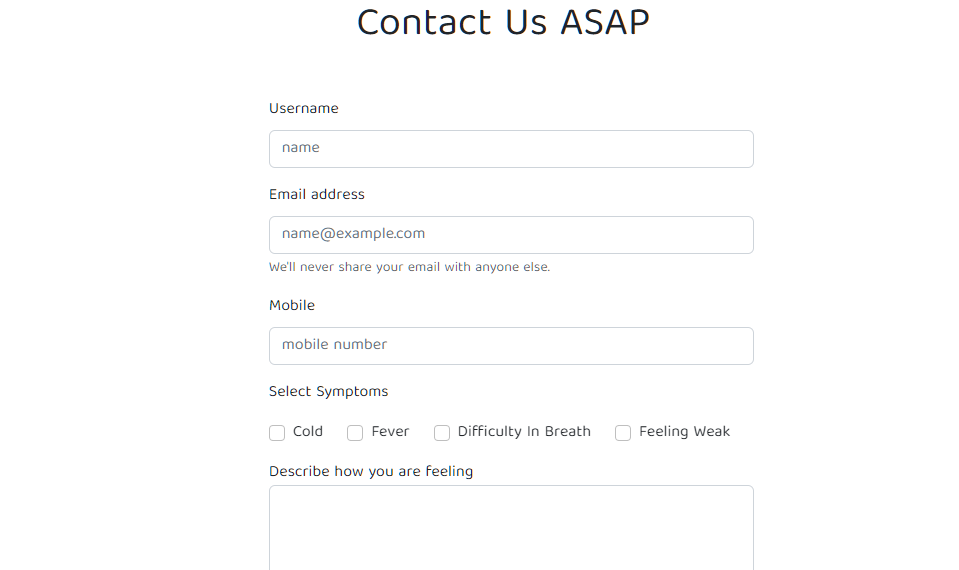 Contact Us ASAP
Username
name
Email address
name@example.com
We'll never share your email with anyone else.
Mobile
mobile number
Select Symptoms
Cold Fever Difficulty In Breath Feeling Weak
Describe how you are feeling